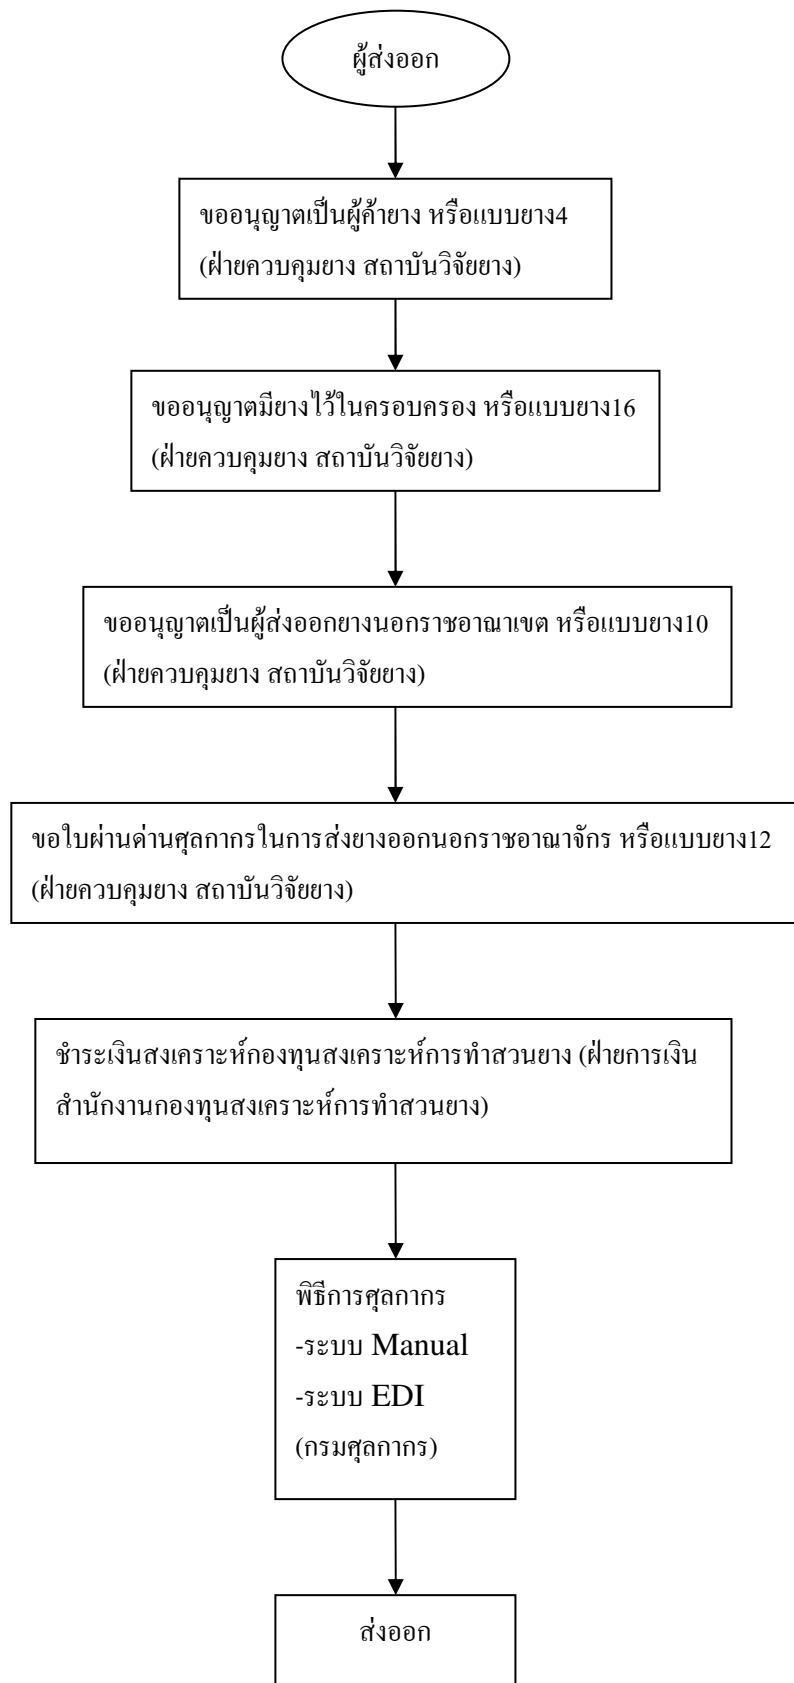 ผู้ส่งออก
ขออนุญาตเป็นผู้ค้ายาง หรือแบบยาง4
(ฝ่ายควบคุมยาง สถาบันวิจัยยาง)
ขออนุญาตมียางไว้ในครอบครอง หรือแบบยาง16
(ฝ่ายควบคุมยาง สถาบันวิจัยยาง)
ขออนุญาตเป็นผู้ส่งออกยางนอกราชอาณาเขต หรือแบบยาง10
(ฝ่ายควบคุมยาง สถาบันวิจัยยาง)
ขอใบผ่านด่านศุลกากรในการส่งยางออกนอกราชอาณาจักร หรือแบบยาง12
(ฝ่ายควบคุมยาง สถาบันวิจัยยาง)
ชำระเงินสงเคราะห์กองทุนสงเคราะห์การทำสวนยาง (ฝ่ายการเงิน
สำนักงานกองทุนสงเคราะห์การทำสวนยาง)
พิธีการศุลกากร
-ระบบ Manual
-ระบบ EDI
(กรมศุลกากร)
ส่งออก